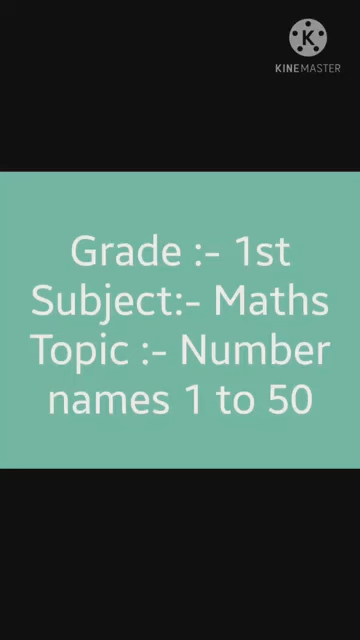 K
KINEMASTER
Grade :- 1st
Subject:- Maths
Topic :- Number
names 1 to 50